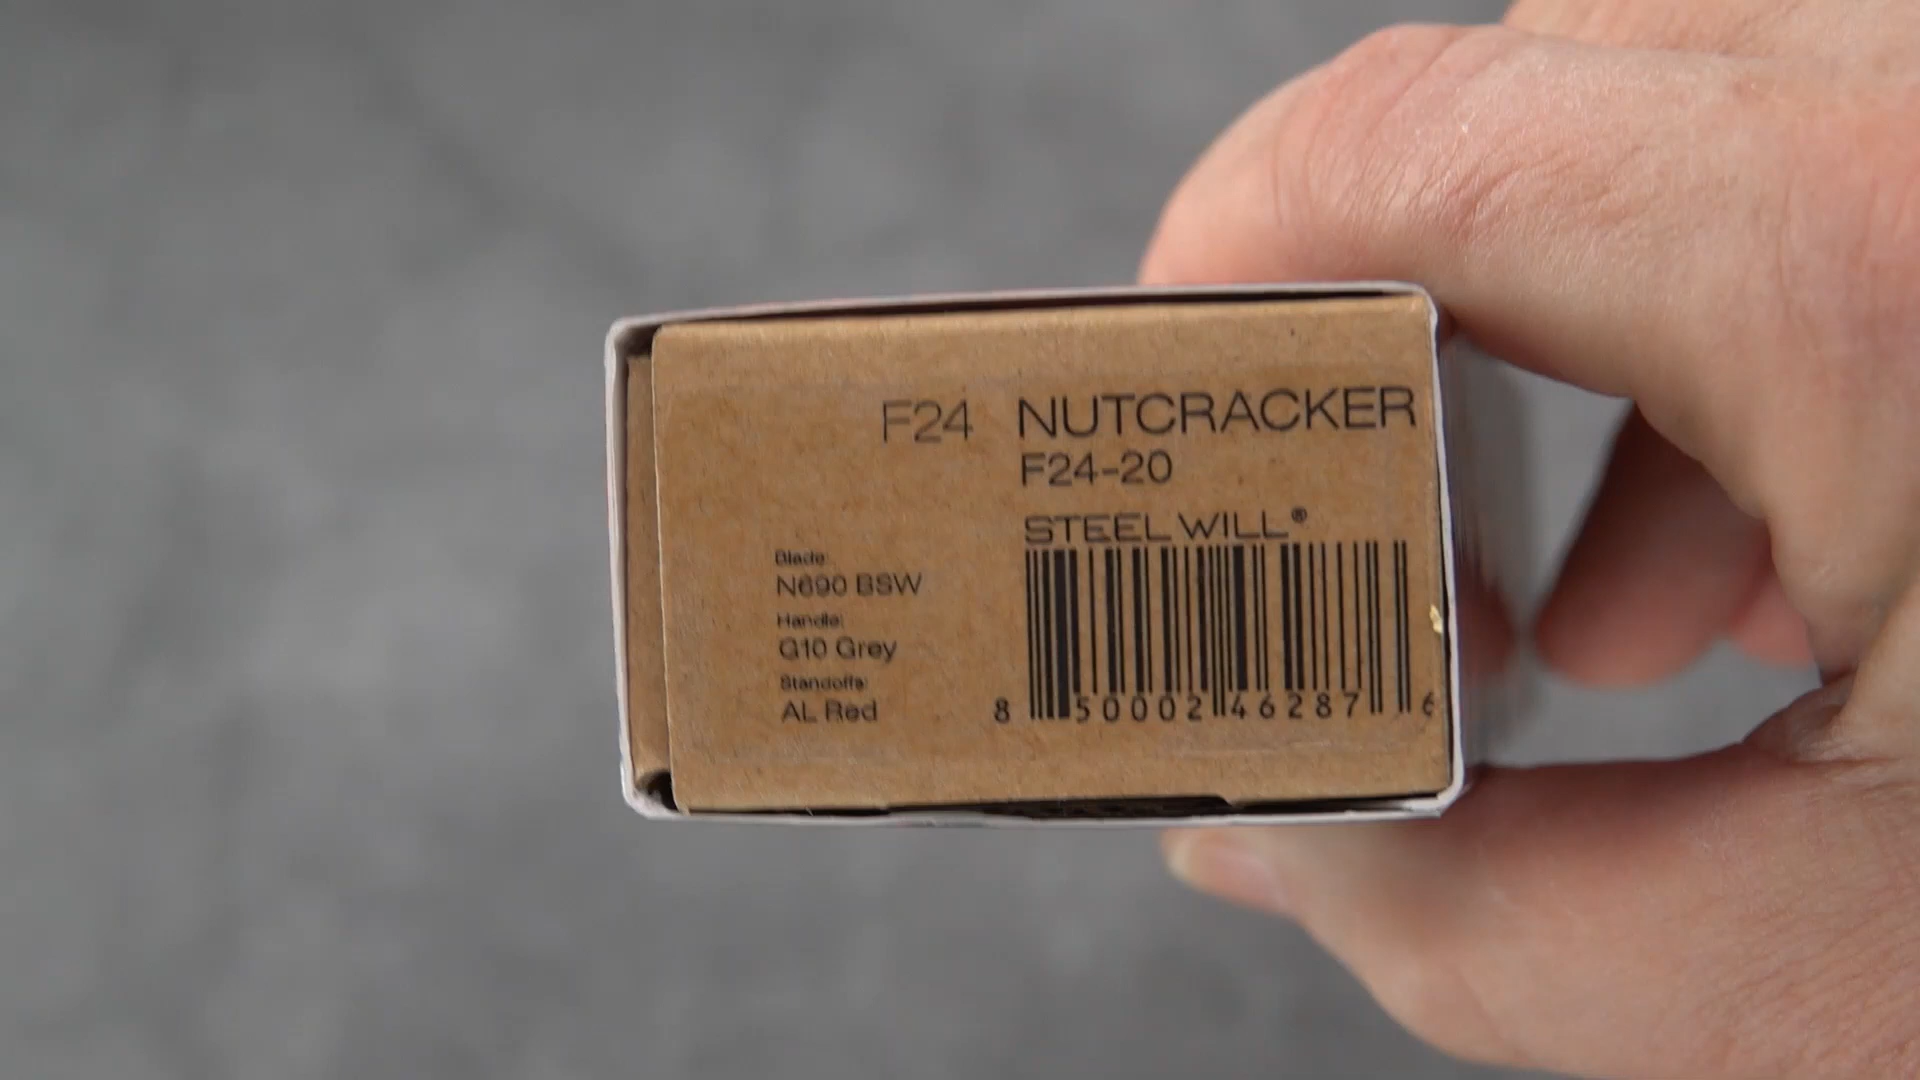 F24 NUTCRACKER
F24-20
STEEL WILL®
Blade:
N690 BSW
Handle:
G10 Grey
Standoffs:
AL Red
8 50002 46287 6